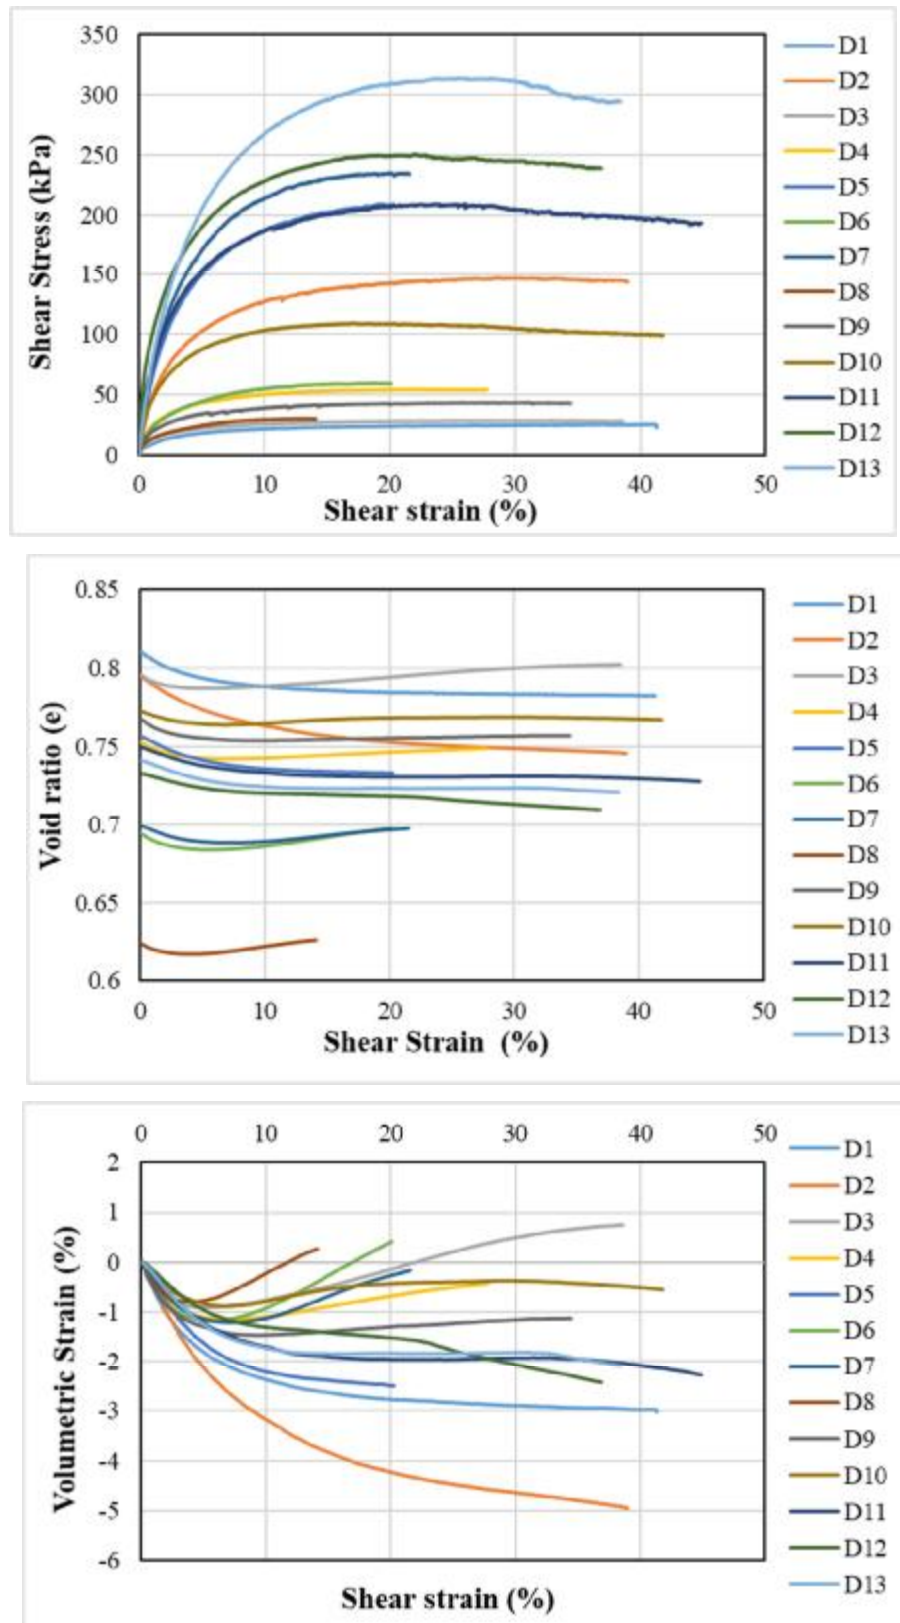 350
300
250
200
150
100
50
0
Shear Stress (kPa)
0 10 20 30 40 50
Shear strain (%)
D1
D2
D3
D4
D5
D6
D7
D8
D9
D10
D11
D12
D13
0.85
0.8
0.75
0.7
0.65
0.6
Void ratio (e)
0 10 20 30 40 50
Shear Strain (%)
D1
D2
D3
D4
D5
D6
D7
D8
D9
D10
D11
D12
D13
0 10 20 30 40 50
2
1
0
-1
-2
-3
-4
-5
-6
Volumetric Strain (%)
Shear strain (%)
D1
D2
D3
D4
D5
D6
D7
D8
D9
D10
D11
D12
D13